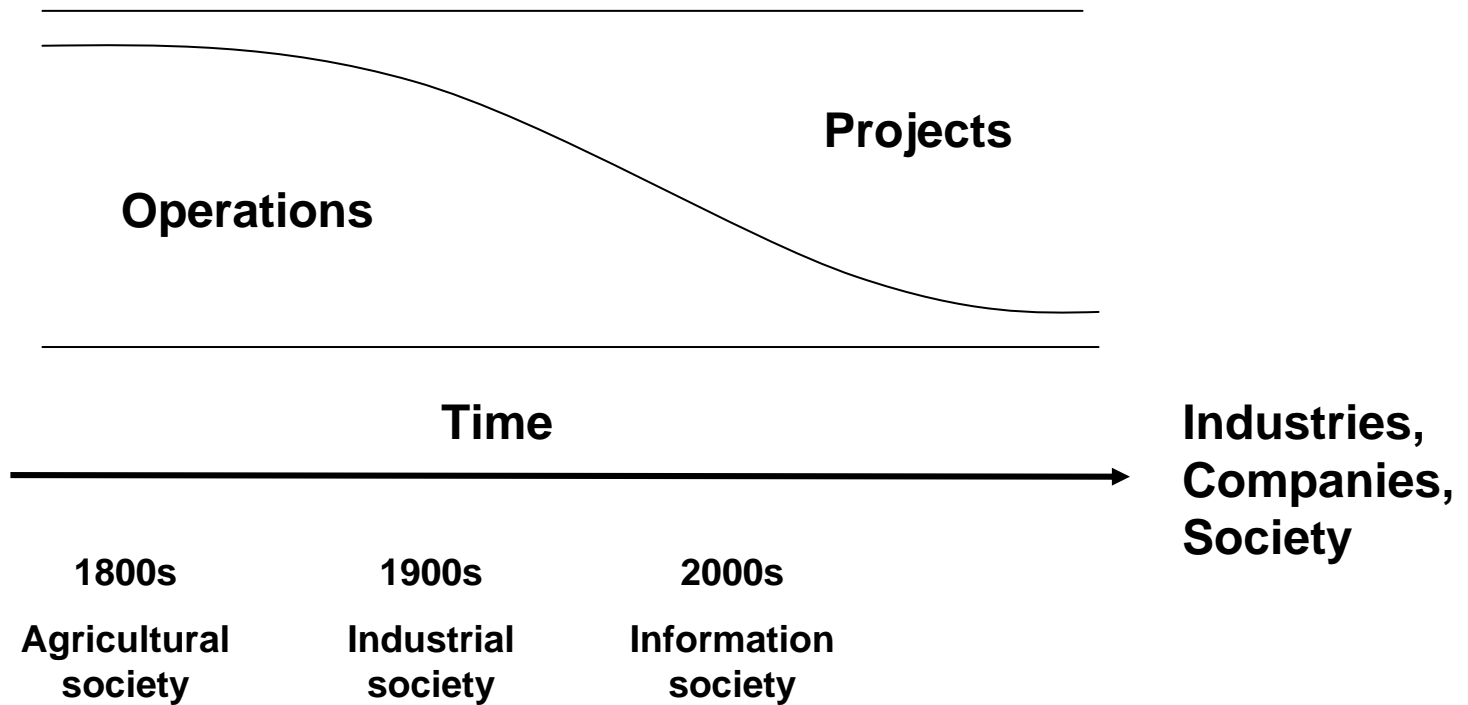 Projects
Operations
Time
Industries,
Companies,
Society
1800s
1900s
2000s
Agricultural
society
Industrial
society
Information
society